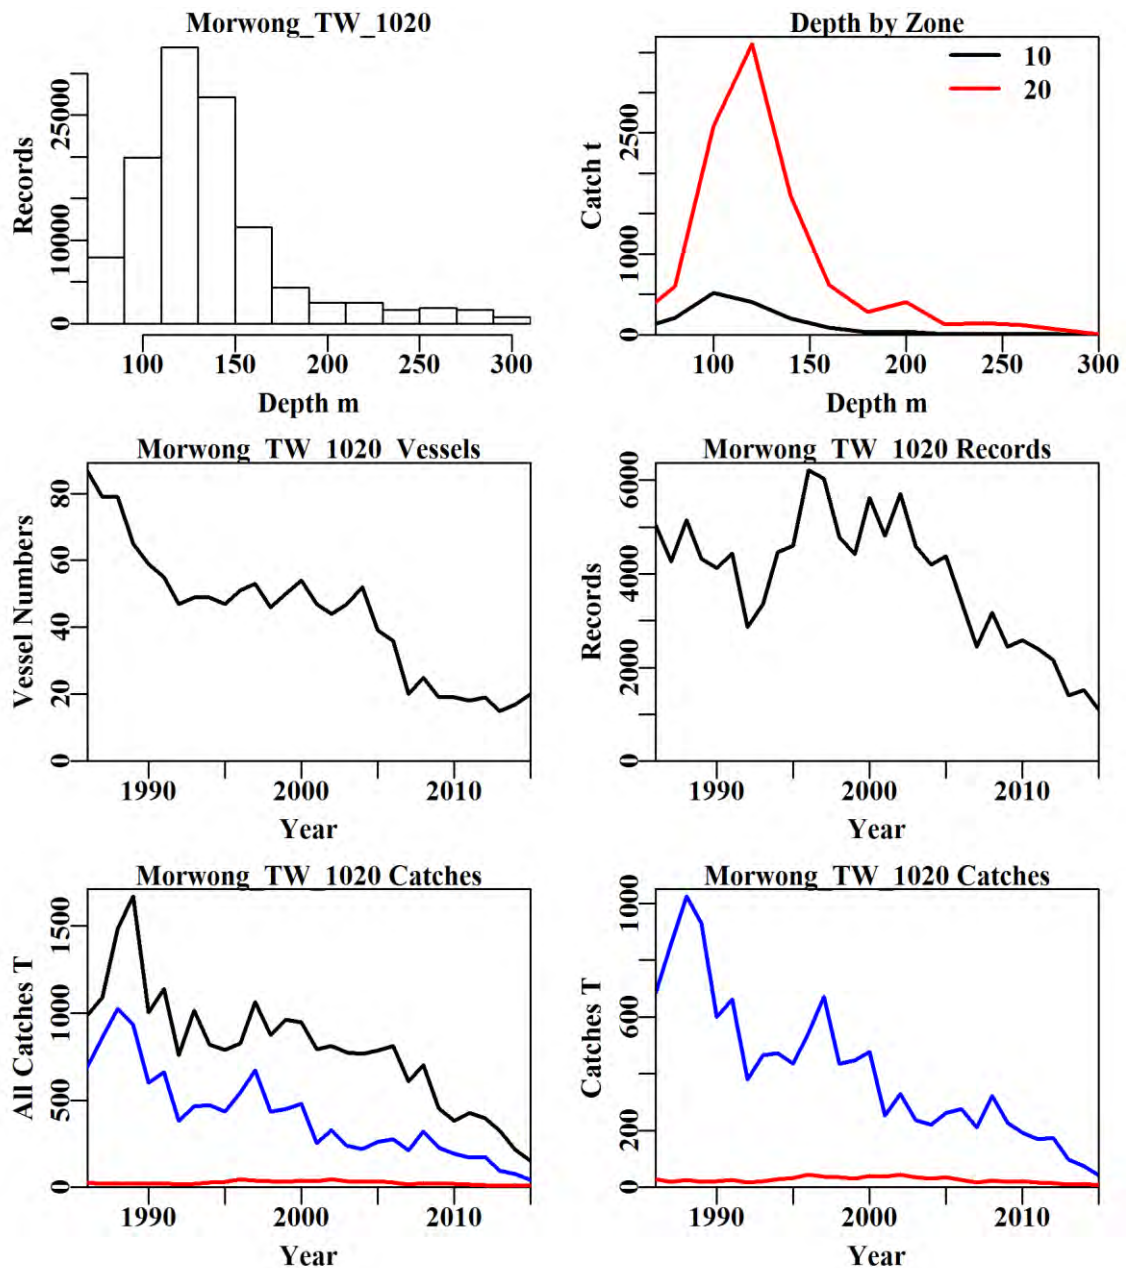 Morwong_TW_1020
Records
0
10000
25000
100
150
200
250
300
Depth m
Depth by Zone
10
20
Catch t
0
1000
2500
100
150
200
250
300
Depth m
Morwong_TW_1020_Vessels
Vessel Numbers
0
20
40
60
80
1990
2000
2010
Year
Morwong_TW_1020 Records
Records
0
2000
4000
6000
1990
2000
2010
Year
Morwong_TW_1020 Catches
All Catches T
0
500
1000
1500
1990
2000
2010
Year
Morwong_TW_1020 Catches
Catches T
0
200
600
1000
1990
2000
2010
Year